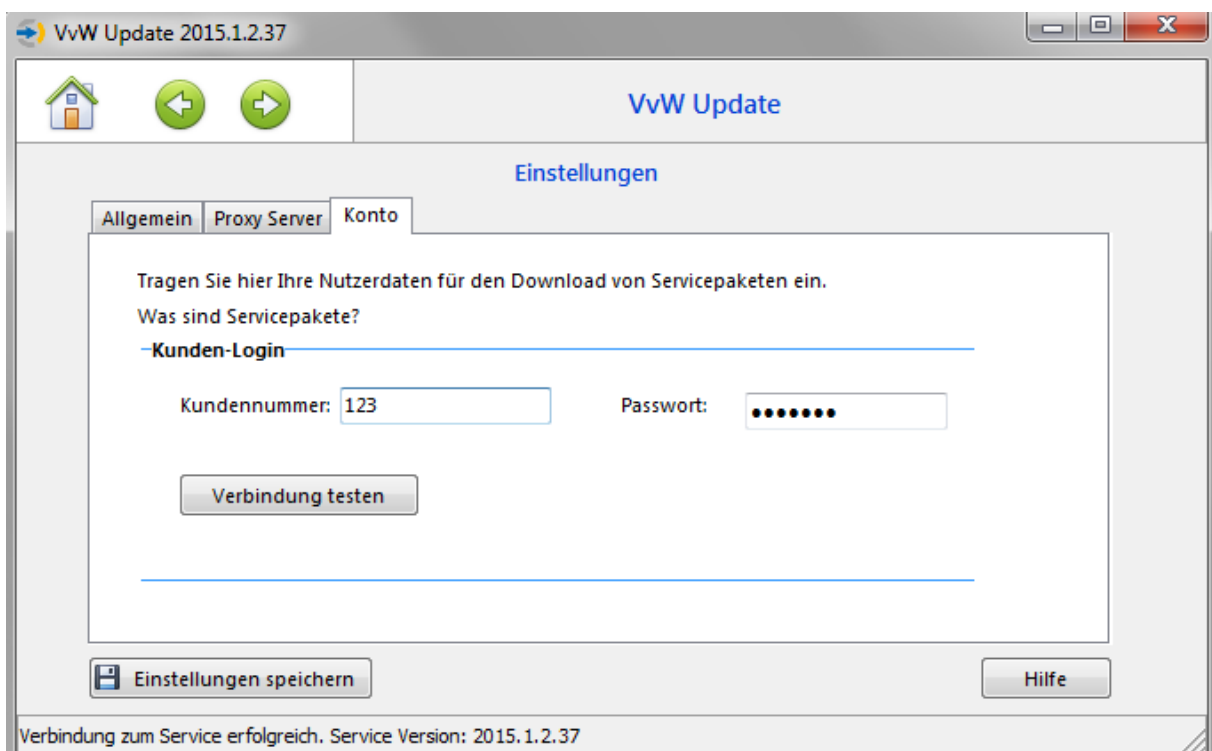 VvW Update 2015.1.2.37
VvW Update
Einstellungen
Allgemein Proxy Server Konto
Tragen Sie hier Ihre Nutzerdaten für den Download von Servicepaketen ein.
Was sind Servicepakete?
Kunden-Login
Kundennummer: 123 Passwort: •••••••
Verbindung testen
Einstellungen speichern Hilfe
Verbindung zum Service erfolgreich. Service Version: 2015.1.2.37